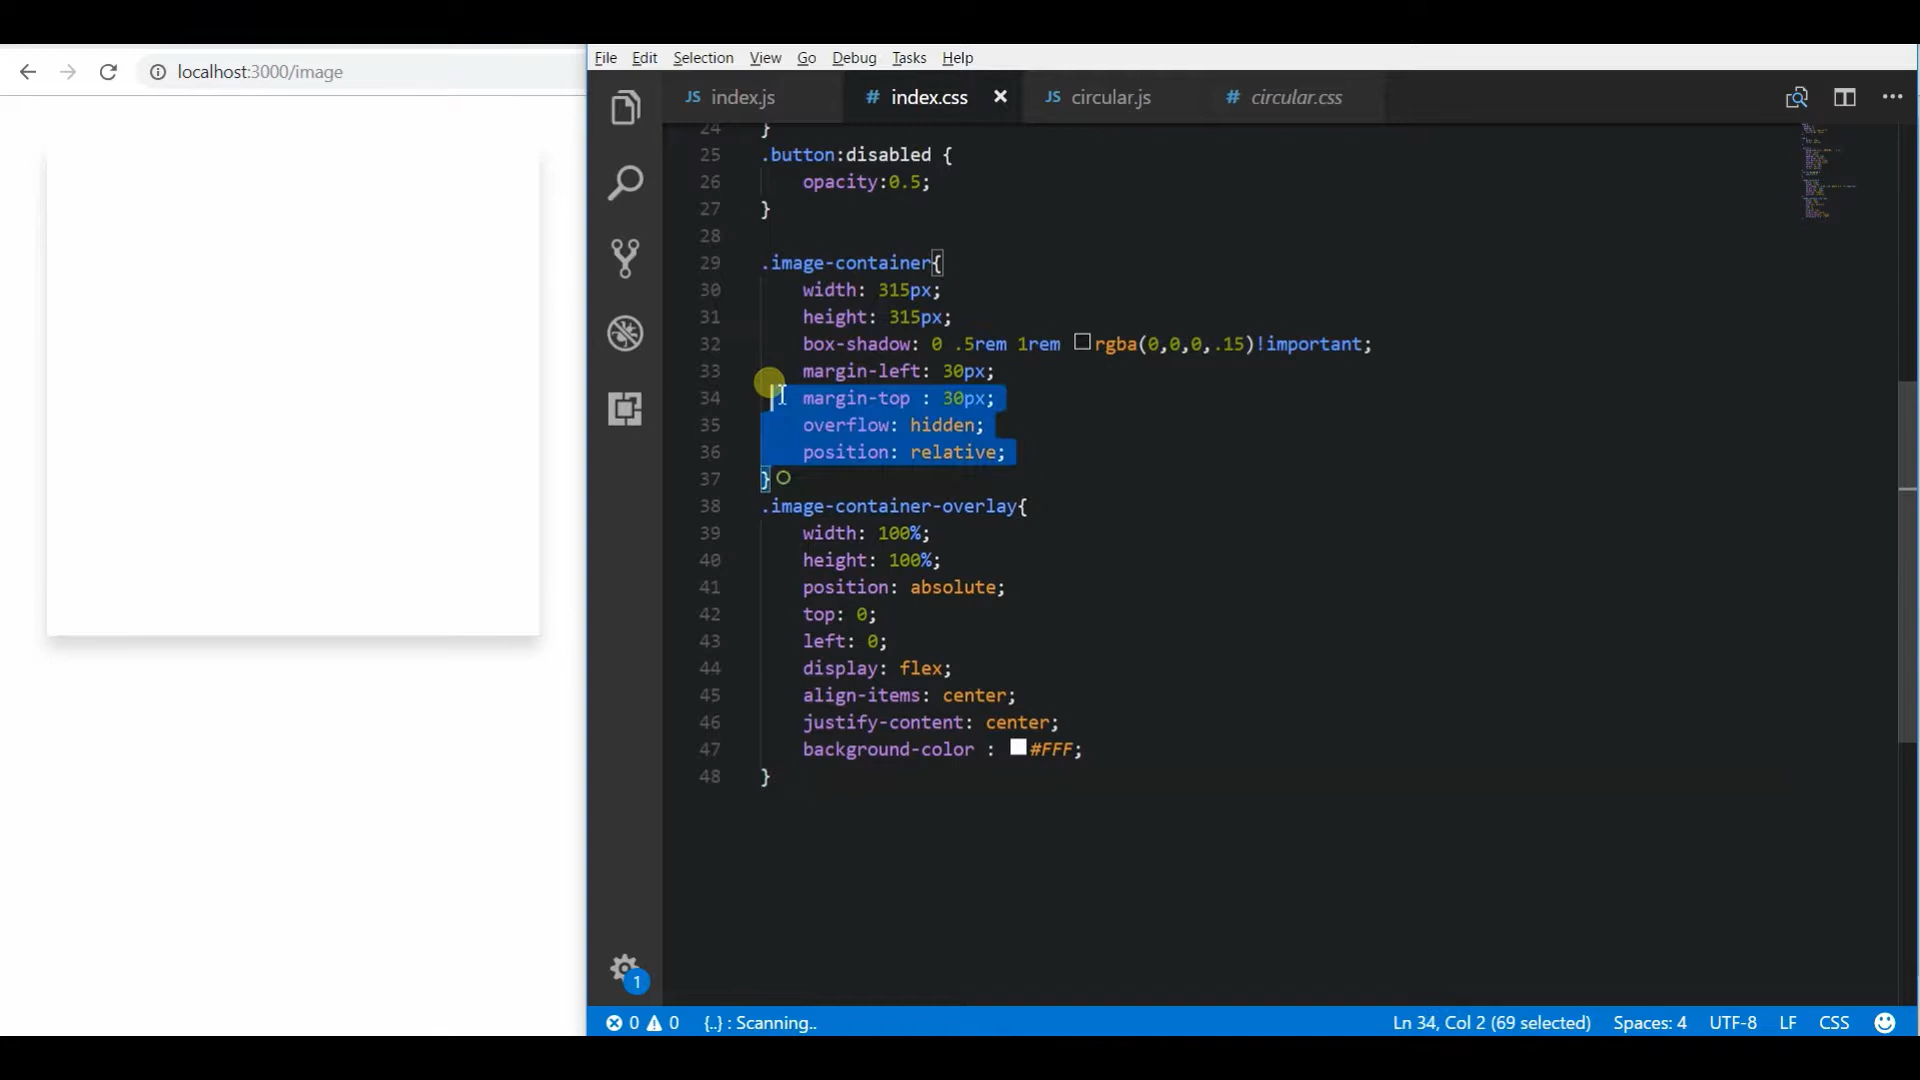 localhost:3000/image
File Edit Selection View Go Debug Tasks Help
JS index.js # index.css × JS circular.js # circular.css
24 }
25 .button:disabled {
26 opacity:0.5;
27 }
28
29 .image-container{
30 width: 315px;
31 height: 315px;
32 box-shadow: 0 .5rem 1rem rgba(0,0,0,.15)!important;
33 margin-left: 30px;
34 margin-top : 30px;
35 overflow: hidden;
36 position: relative;
37 }
38 .image-container-overlay{
39 width: 100%;
40 height: 100%;
41 position: absolute;
42 top: 0;
43 left: 0;
44 display: flex;
45 align-items: center;
46 justify-content: center;
47 background-color : #FFF;
48 }
1
0 0 {..} : Scanning.. Ln 34, Col 2 (69 selected) Spaces: 4 UTF-8 LF CSS